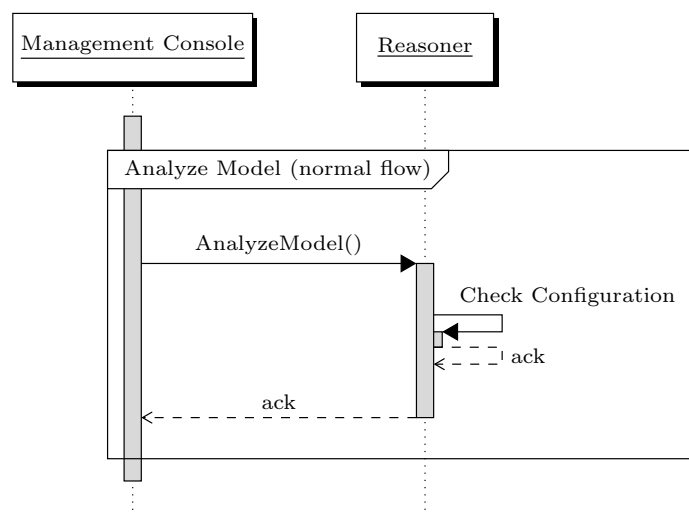 Management Console
Reasoner
Analyze Model (normal flow)
AnalyzeModel()
Check Configuration
ack
ack